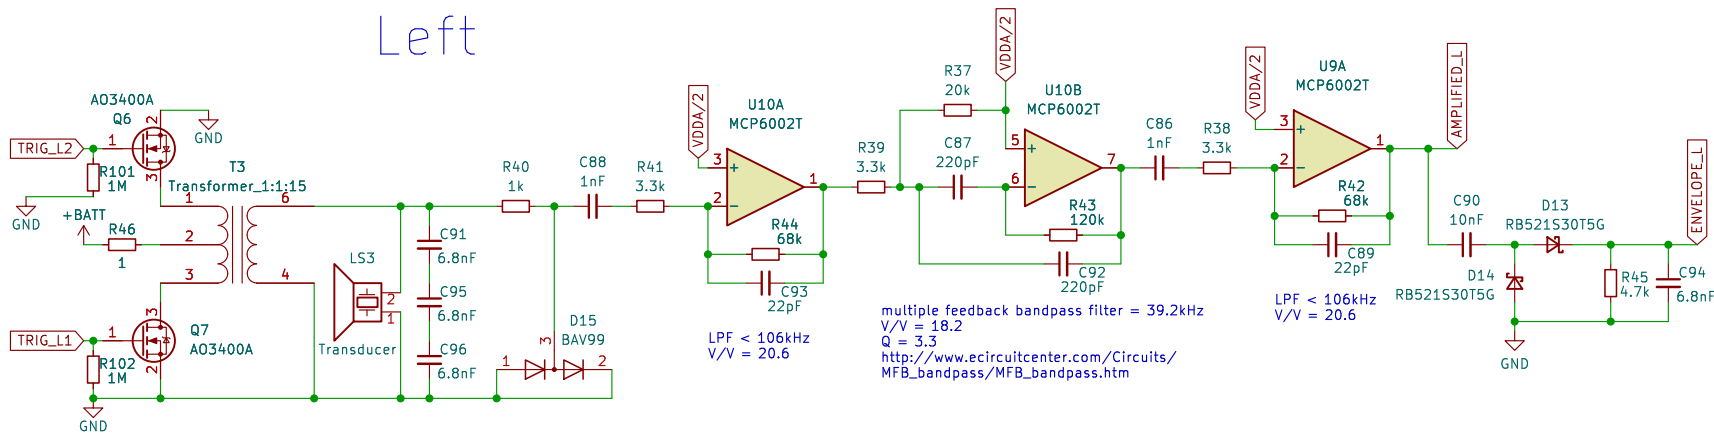 Left
AO3400A
Q6
TRIG_L2
1
2
3
GND
R101
1M
GND
+BATT
R46
1
T3
Transformer_1:1:15
1
2
3
6
4
TRIG_L1
1
3
2
Q7
AO3400A
R102
1M
GND
LS3
2
1
Transducer
C91
6.8nF
C95
6.8nF
C96
6.8nF
R40
1k
C88
1nF
R41
3.3k
D15
BAV99
3
1
2
VDDA/2
U10A
MCP6002T
3
+
2
−
1
R44
68k
C93
22pF
LPF < 106kHz
V/V = 20.6
R39
3.3k
R37
20k
C87
220pF
VDDA/2
U10B
MCP6002T
5
+
6
−
7
R43
120k
C92
220pF
multiple feedback bandpass filter = 39.2kHz
V/V = 18.2
Q = 3.3
http://www.ecircuitcenter.com/Circuits/
MFB_bandpass/MFB_bandpass.htm
C86
1nF
R38
3.3k
VDDA/2
U9A
MCP6002T
3
+
2
−
1
R42
68k
C89
22pF
LPF < 106kHz
V/V = 20.6
AMPLIFIED_L
C90
10nF
D13
RB521S30T5G
D14
RB521S30T5G
GND
R45
4.7k
C94
6.8nF
ENVELOPE_L